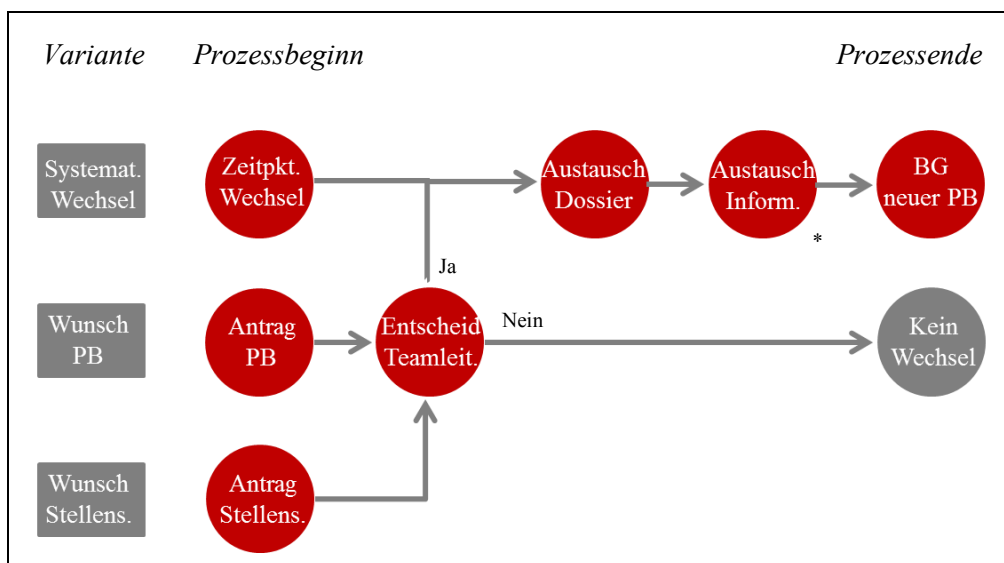 Variante Prozessbeginn Prozessende
Systemat.
Wechsel
Zeitpkt.
Wechsel
Austausch
Dossier
Austausch
Inform.
*
BG
neuer PB
Ja
Wunsch
PB
Antrag
PB
Entscheid
Teamleit.
Nein
Kein
Wechsel
Wunsch
Stellens.
Antrag
Stellens.